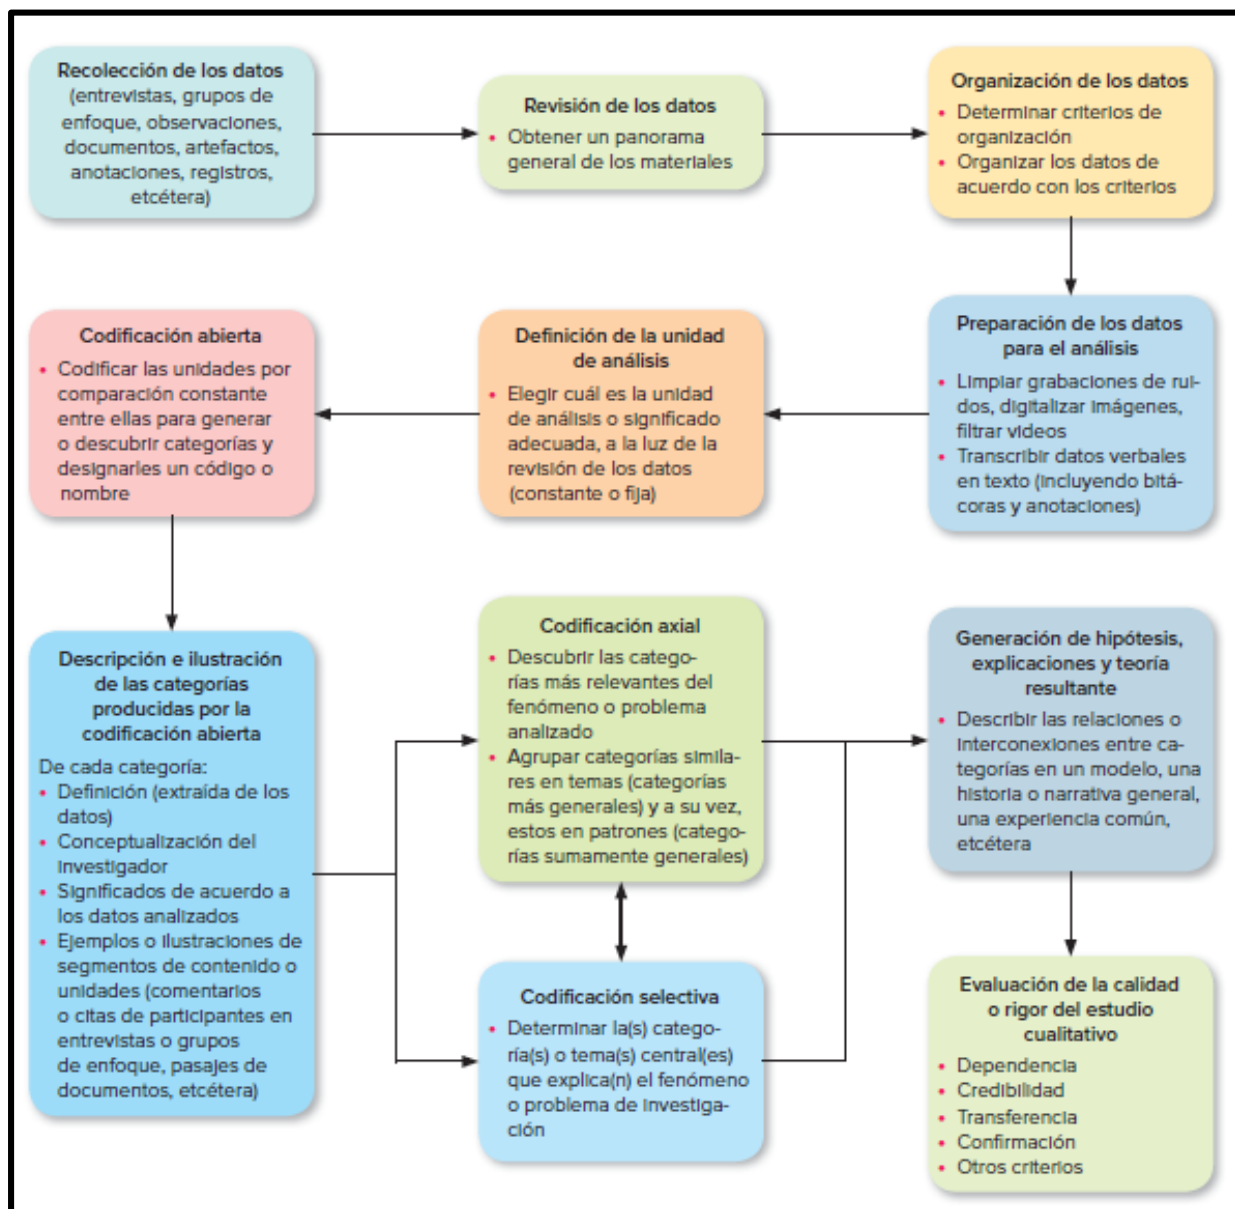 Recolección de los datos
(entrevistas, grupos de
enfoque, observaciones,
documentos, artefactos,
anotaciones, registros,
etcétera)
Revisión de los datos
• Obtener un panorama
general de los materiales
Organización de los datos
• Determinar criterios de
organización
• Organizar los datos de
acuerdo con los criterios
Preparación de los datos
para el análisis
• Limpiar grabaciones de rui-
dos, digitalizar imágenes,
filtrar videos
• Transcribir datos verbales
en texto (incluyendo bitá-
coras y anotaciones)
Definición de la unidad
de análisis
• Elegir cuál es la unidad
de análisis o significado
adecuada, a la luz de la
revisión de los datos
(constante o fija)
Codificación abierta
• Codificar las unidades por
comparación constante
entre ellas para generar
o descubrir categorías y
designarles un código o
nombre
Descripción e ilustración
de las categorías
producidas por la
codificación abierta
De cada categoría:
• Definición (extraída de los
datos)
• Conceptualización del
investigador
• Significados de acuerdo a
los datos analizados
• Ejemplos o ilustraciones de
segmentos de contenido o
unidades (comentarios
o citas de participantes en
entrevistas o grupos
de enfoque, pasajes de
documentos, etcétera)
Codificación axial
• Descubrir las catego-
rías más relevantes del
fenómeno o problema
analizado
• Agrupar categorías simila-
res en temas (categorías
más generales) y a su vez,
estos en patrones (catego-
rías sumamente generales)
Codificación selectiva
• Determinar la(s) catego-
ría(s) o tema(s) central(es)
que explica(n) el fenómeno
o problema de investiga-
ción
Generación de hipótesis,
explicaciones y teoría
resultante
• Describir las relaciones o
interconexiones entre ca-
tegorías en un modelo, una
historia o narrativa general,
una experiencia común,
etcétera
Evaluación de la calidad
o rigor del estudio
cualitativo
• Dependencia
• Credibilidad
• Transferencia
• Confirmación
• Otros criterios